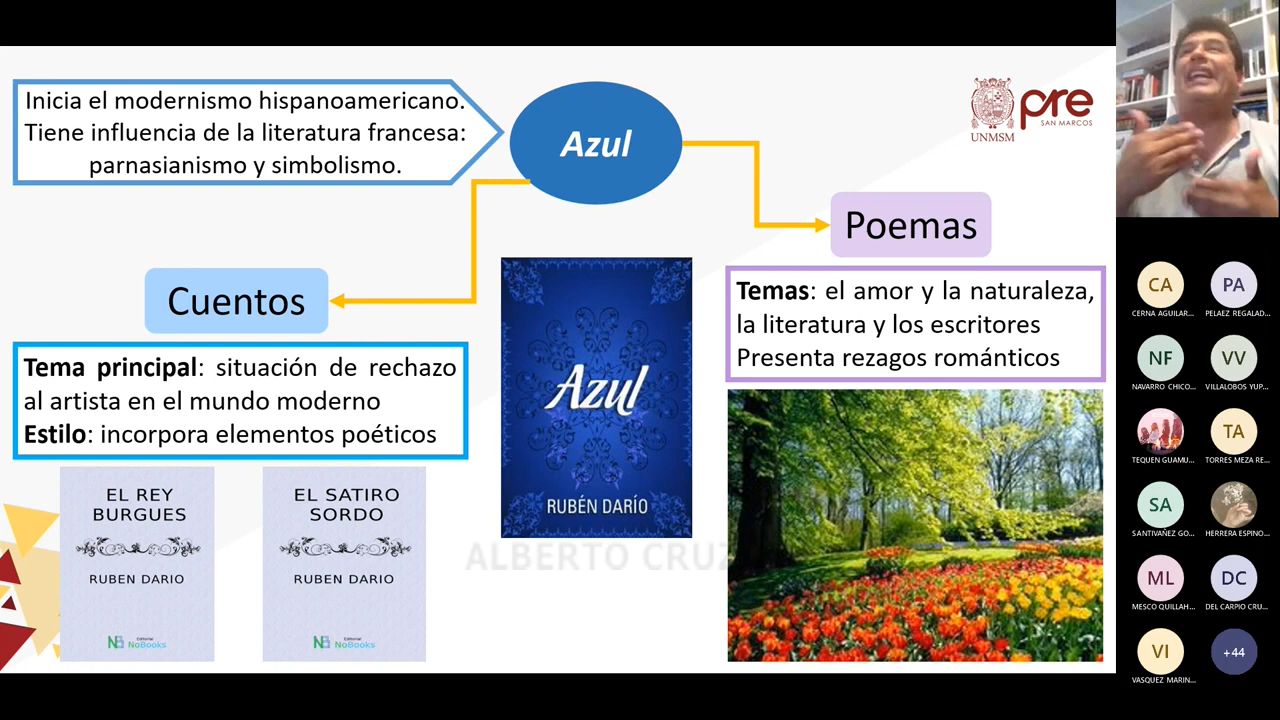 Inicia el modernismo hispanoamericano.
Tiene influencia de la literatura francesa:
parnasianismo y simbolismo.
Azul
UNMSM
pre
SAN MARCOS
Poemas
Temas: el amor y la naturaleza,
la literatura y los escritores
Presenta rezagos románticos
Cuentos
Tema principal: situación de rechazo
al artista en el mundo moderno
Estilo: incorpora elementos poéticos
Azul
RUBÉN DARÍO
EL REY
BURGUES
RUBEN DARIO
Editorial
NoBooks
EL SATIRO
SORDO
RUBEN DARIO
Editorial
NoBooks
ALBERTO CRUZ
CA
CERNA AGUILAR...
PA
PELAEZ REGALAD...
NF
NAVARRO CHICO...
VV
VILLALOBOS YUP...
TEQUEN GUAMU...
TA
TORRES MEZA RE...
SA
SANTIVAÑEZ GO...
HERRERA ESPINO...
ML
MESCO QUILLAH...
DC
DEL CARPIO CRU...
VI
VASQUEZ MARIN...
+44